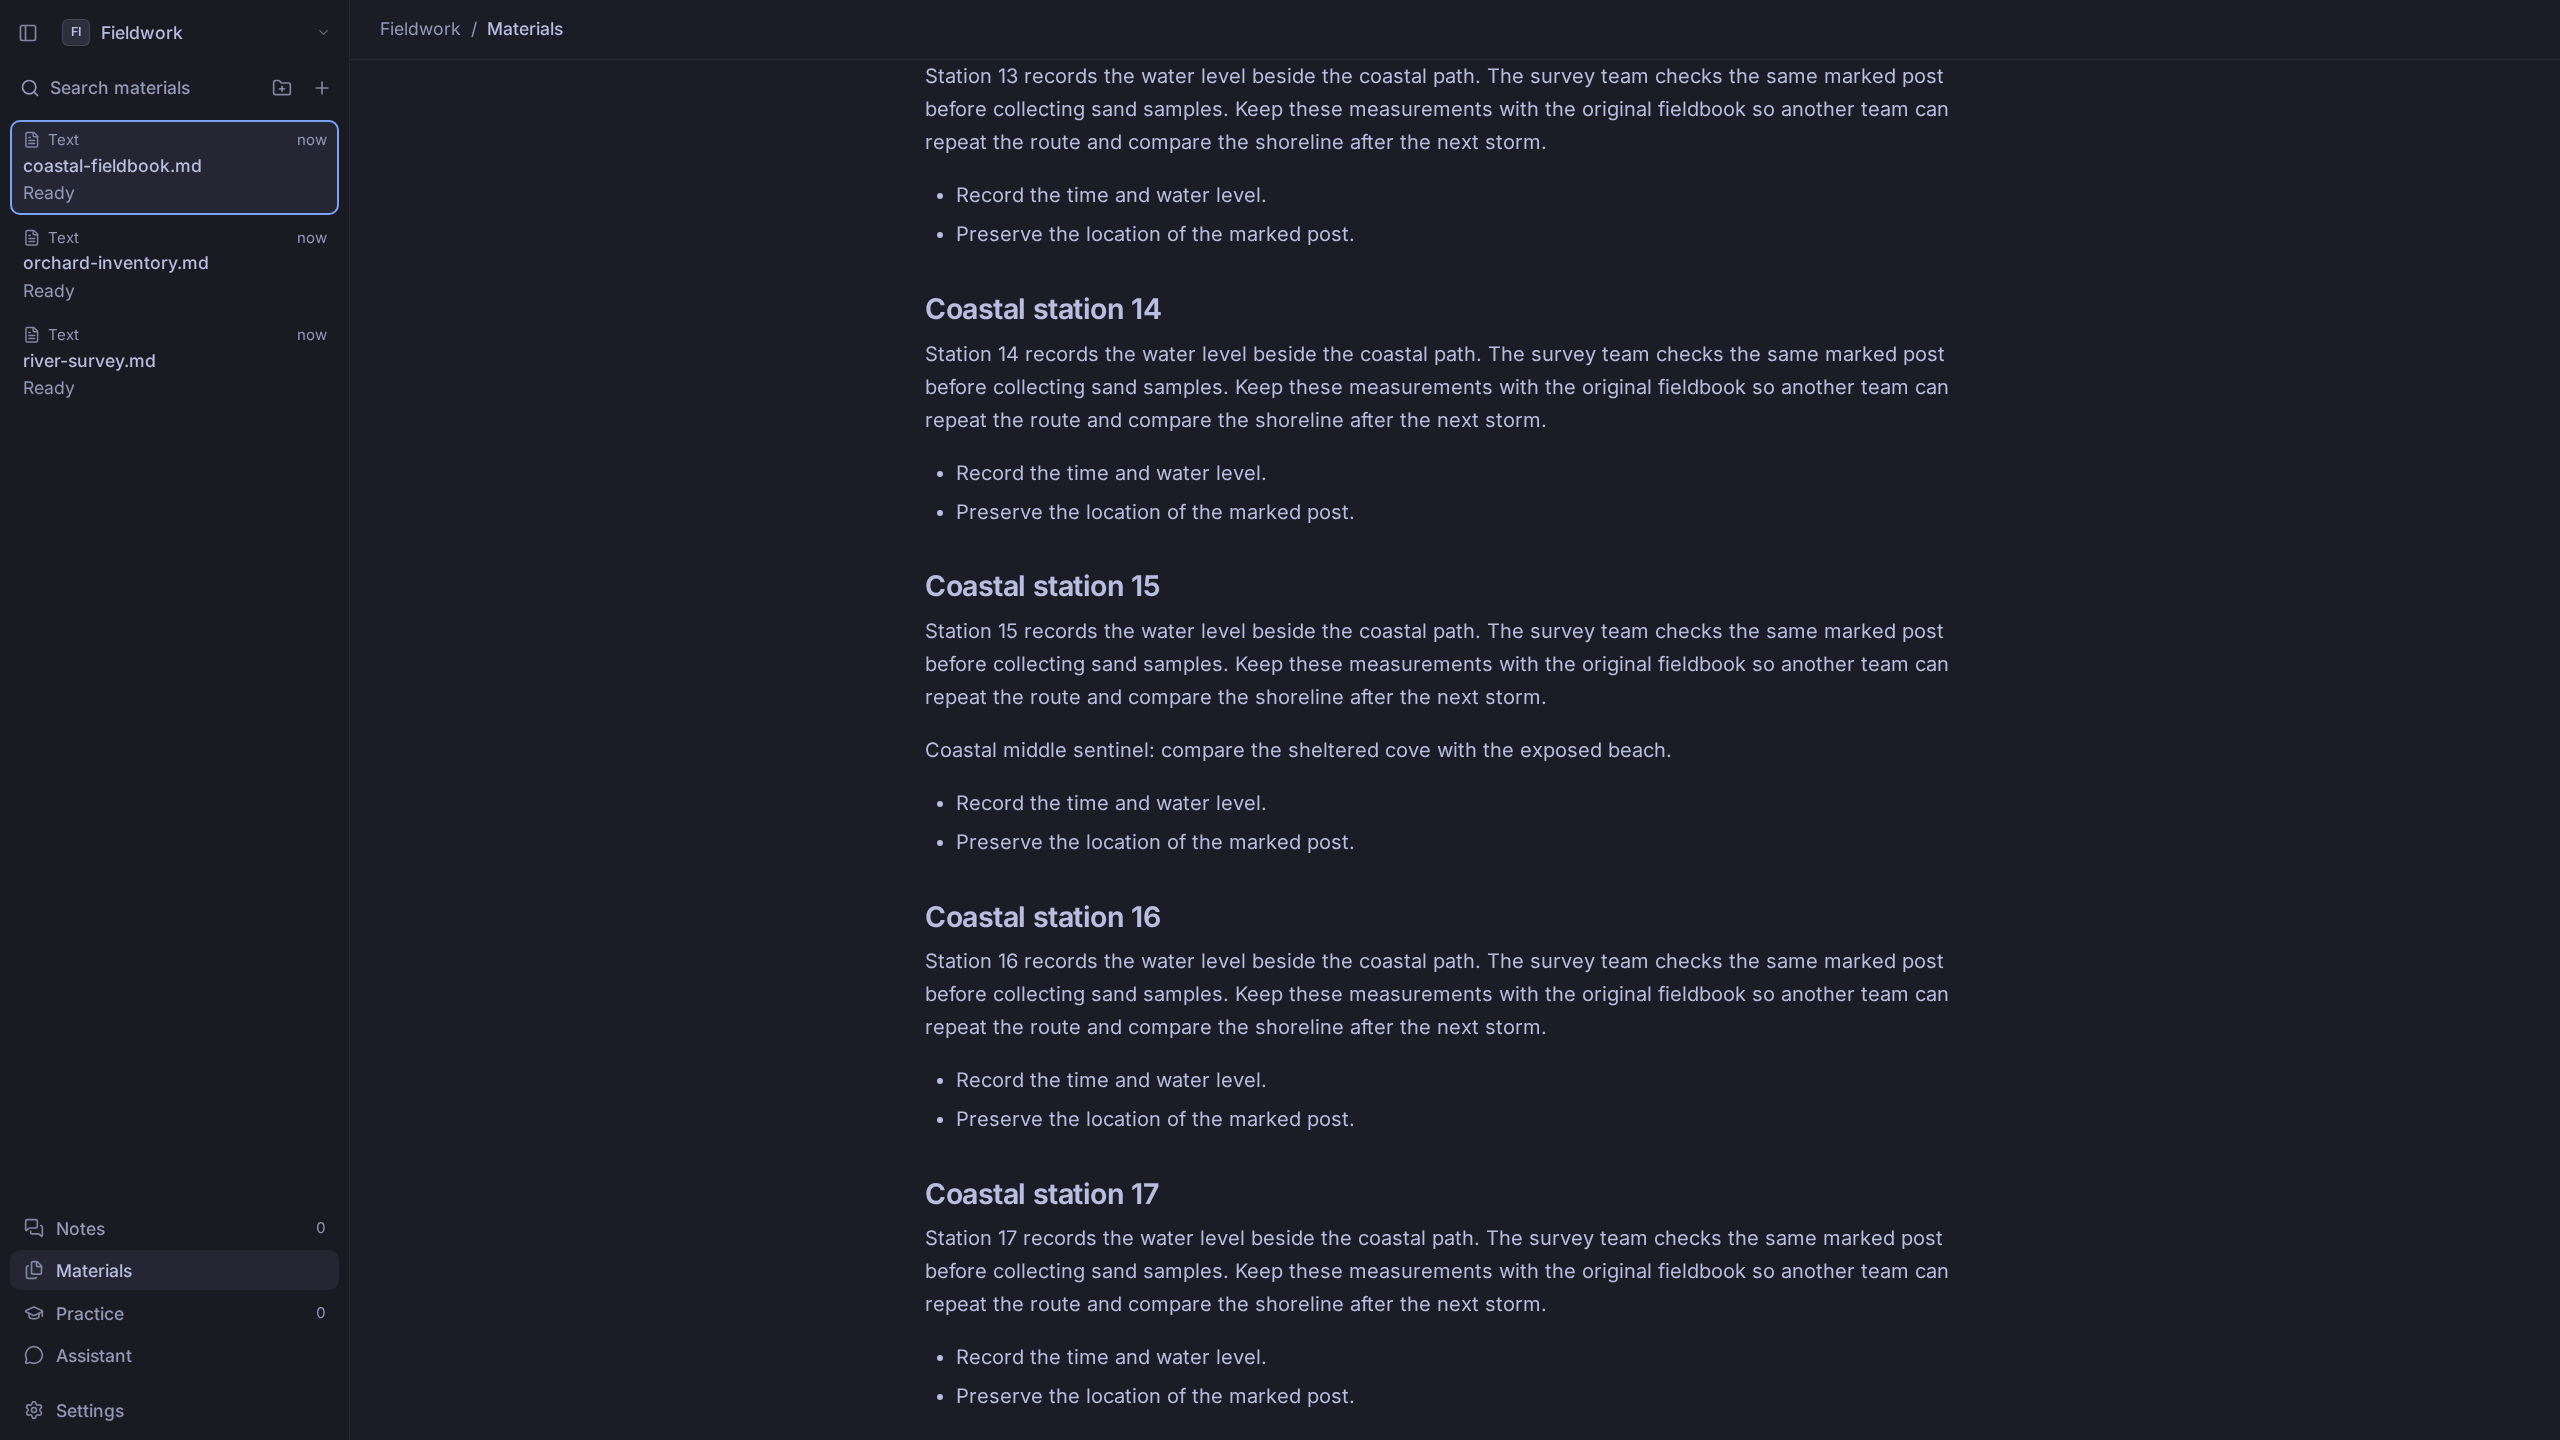 FI Fieldwork
Search materials
Text now
coastal-fieldbook.md
Ready
Text now
orchard-inventory.md
Ready
Text now
river-survey.md
Ready
Notes 0
Materials
Practice 0
Assistant
Settings
Fieldwork / Materials
Station 13 records the water level beside the coastal path. The survey team checks the same marked post
before collecting sand samples. Keep these measurements with the original fieldbook so another team can
repeat the route and compare the shoreline after the next storm.
• Record the time and water level.
• Preserve the location of the marked post.
Coastal station 14
Station 14 records the water level beside the coastal path. The survey team checks the same marked post
before collecting sand samples. Keep these measurements with the original fieldbook so another team can
repeat the route and compare the shoreline after the next storm.
• Record the time and water level.
• Preserve the location of the marked post.
Coastal station 15
Station 15 records the water level beside the coastal path. The survey team checks the same marked post
before collecting sand samples. Keep these measurements with the original fieldbook so another team can
repeat the route and compare the shoreline after the next storm.
Coastal middle sentinel: compare the sheltered cove with the exposed beach.
• Record the time and water level.
• Preserve the location of the marked post.
Coastal station 16
Station 16 records the water level beside the coastal path. The survey team checks the same marked post
before collecting sand samples. Keep these measurements with the original fieldbook so another team can
repeat the route and compare the shoreline after the next storm.
• Record the time and water level.
• Preserve the location of the marked post.
Coastal station 17
Station 17 records the water level beside the coastal path. The survey team checks the same marked post
before collecting sand samples. Keep these measurements with the original fieldbook so another team can
repeat the route and compare the shoreline after the next storm.
• Record the time and water level.
• Preserve the location of the marked post.